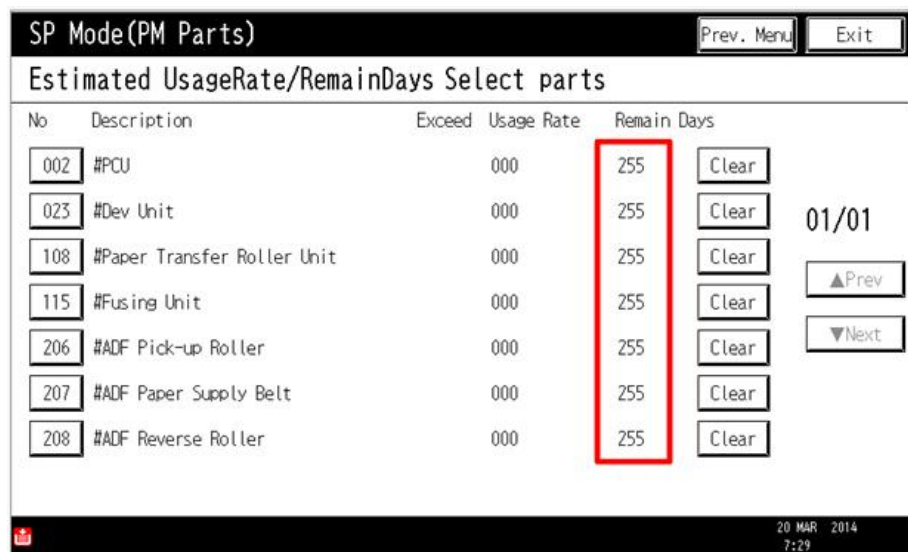 SP Mode(PM Parts) Prev. Menu Exit
Estimated UsageRate/RemainDays Select parts
No Description Exceed Usage Rate Remain Days
002 #PCU 000 255 Clear
023 #Dev Unit 000 255 Clear
01/01
108 #Paper Transfer Roller Unit 000 255 Clear
▲Prev
115 #Fusing Unit 000 255 Clear
▼Next
206 #ADF Pick-up Roller 000 255 Clear
207 #ADF Paper Supply Belt 000 255 Clear
208 #ADF Reverse Roller 000 255 Clear
20 MAR 2014
7:29